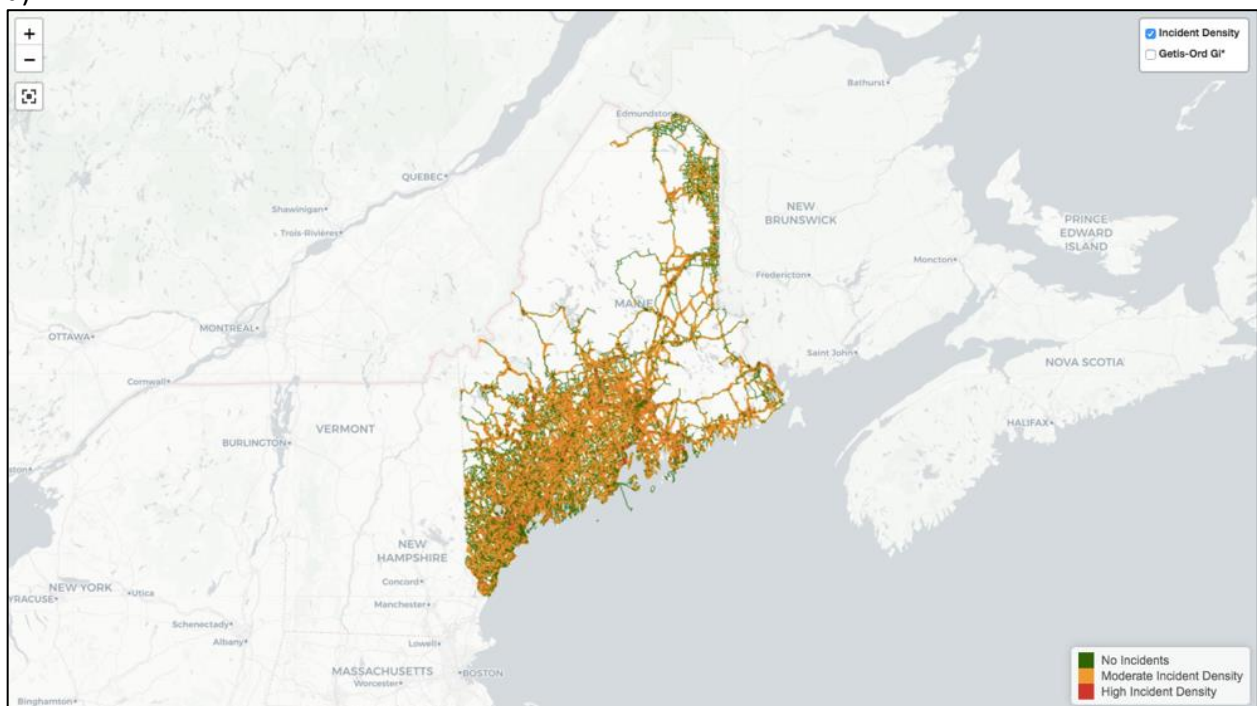 +
−
Incident Density
Getis-Ord Gi*
Bathurst
Edmundston
QUEBEC
Shawinigan
NEW
BRUNSWICK
PRINCE
EDWARD
ISLAND
Trois-Rivières
Moncton
Fredericton
MAINE
MONTREAL
OTTAWA
Saint John
NOVA SCOTIA
Cornwall
HALIFAX
VERMONT
BURLINGTON
NEW
HAMPSHIRE
Concord
NEW YORK
Utica
Manchester
Schenectady
Albany
Lowell
MASSACHUSETTS
BOSTON
Worcester
Binghamton
No Incidents
Moderate Incident Density
High Incident Density